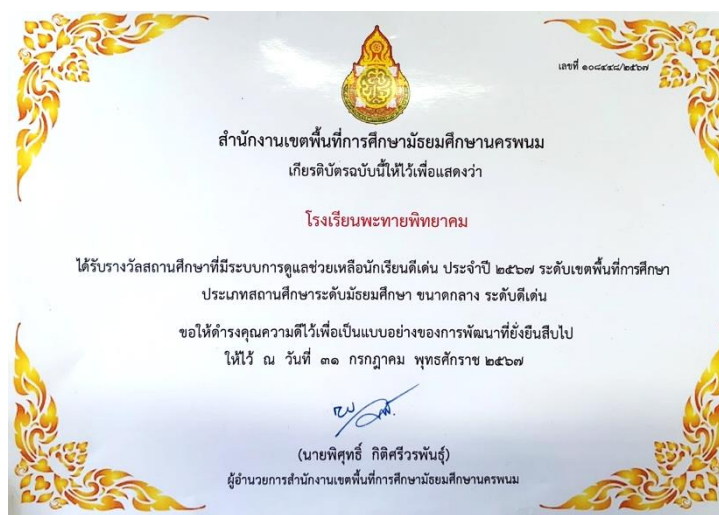 เลขที่ ๑๐๘๔๔๘/๒๕๖๗
สำนักงานเขตพื้นที่การศึกษามัธยมศึกษานครพนม
เกียรติบัตรฉบับนี้ให้ไว้เพื่อแสดงว่า
โรงเรียนพะทายพิทยาคม
ได้รับรางวัลสถานศึกษาที่มีระบบการดูแลช่วยเหลือนักเรียนดีเด่น ประจำปี ๒๕๖๗ ระดับเขตพื้นที่การศึกษา
ประเภทสถานศึกษาระดับมัธยมศึกษา ขนาดกลาง ระดับดีเด่น
ขอให้ดำรงคุณความดีไว้เพื่อเป็นแบบอย่างของการพัฒนาที่ยั่งยืนสืบไป
ให้ไว้ ณ วันที่ ๓๑ กรกฎาคม พุทธศักราช ๒๕๖๗
(นายพิศุทธิ์ กิติศรีวรพันธุ์)
ผู้อำนวยการสำนักงานเขตพื้นที่การศึกษามัธยมศึกษานครพนม